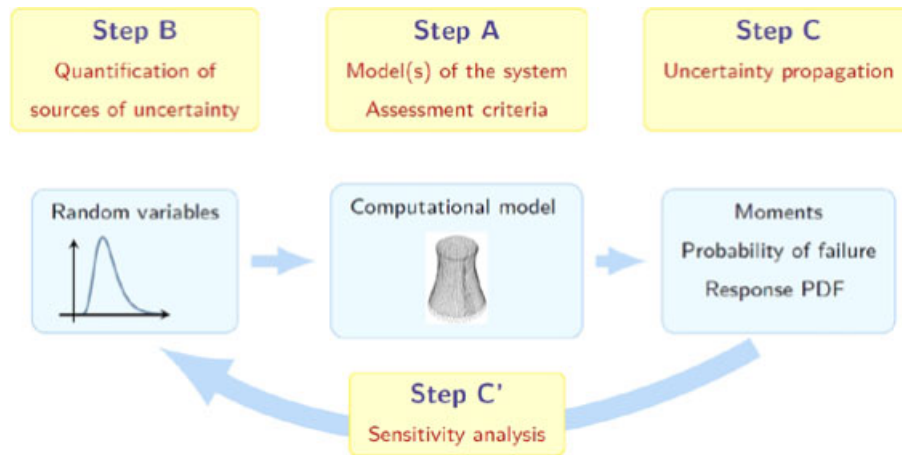 Step B
Quantification of
sources of uncertainty
Step A
Model(s) of the system
Assessment criteria
Step C
Uncertainty propagation
Random variables
Computational model
Moments
Probability of failure
Response PDF
Step C'
Sensitivity analysis